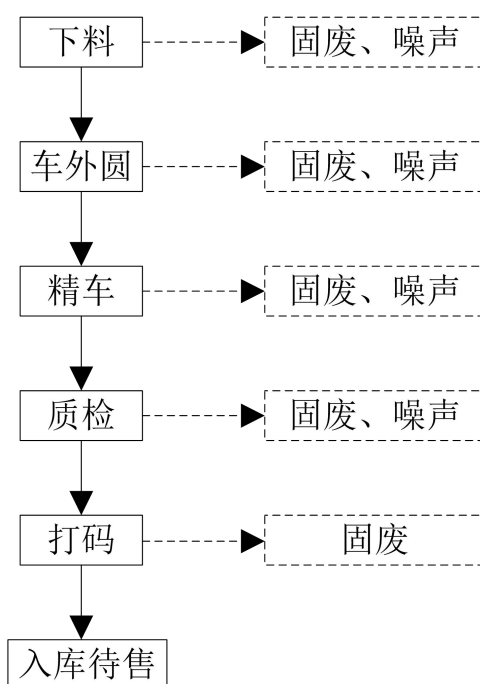 下料 固废、噪声
车外圆 固废、噪声
精车 固废、噪声
质检 固废、噪声
打码 固废
入库待售